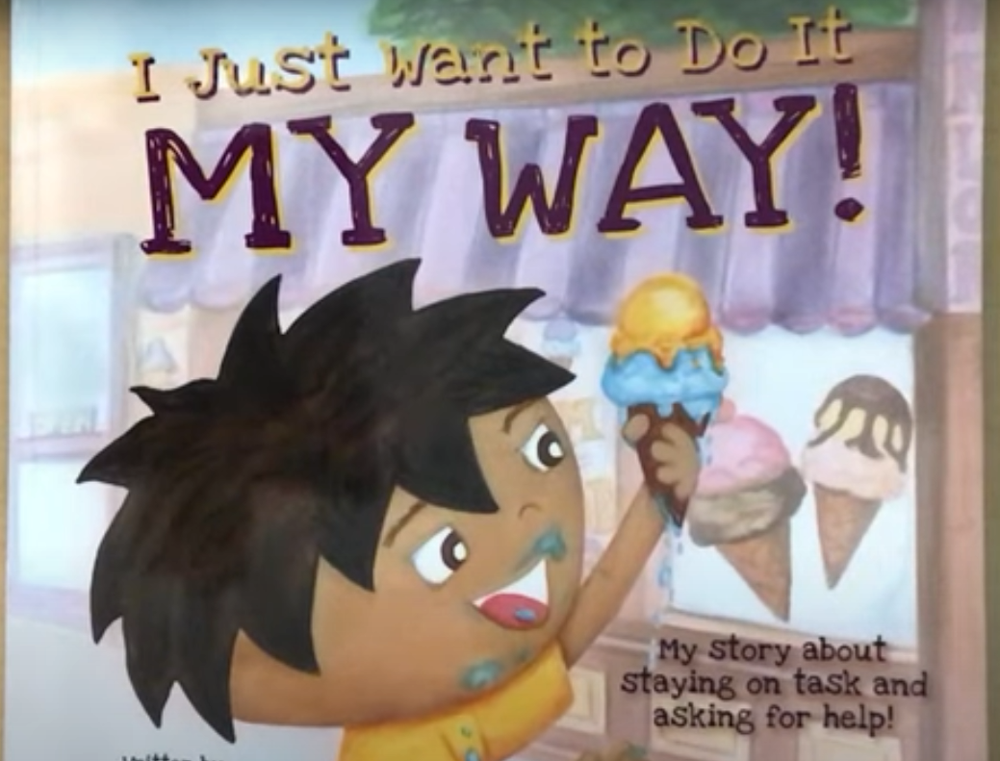 I Just Want to Do It
MY WAY!
My story about
staying on task and
asking for help!